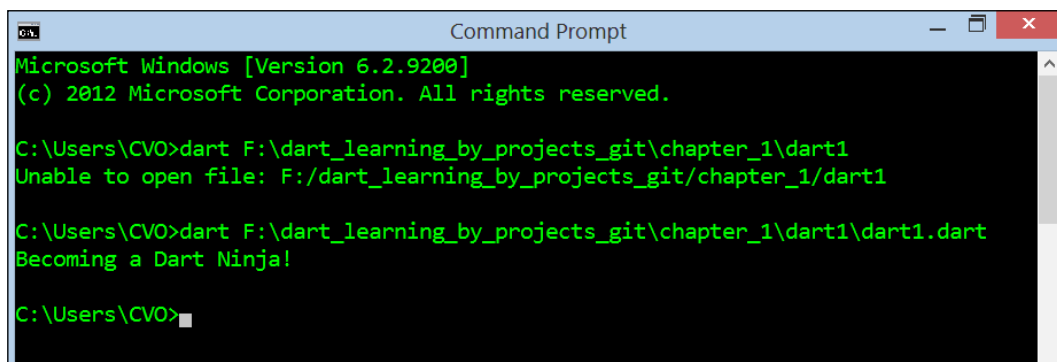 Command Prompt
Microsoft Windows [Version 6.2.9200]
(c) 2012 Microsoft Corporation. All rights reserved.
C:\Users\CVO>dart F:\dart_learning_by_projects_git\chapter_1\dart1
Unable to open file: F:/dart_learning_by_projects_git/chapter_1/dart1
C:\Users\CVO>dart F:\dart_learning_by_projects_git\chapter_1\dart1\dart1.dart
Becoming a Dart Ninja!
C:\Users\CVO>